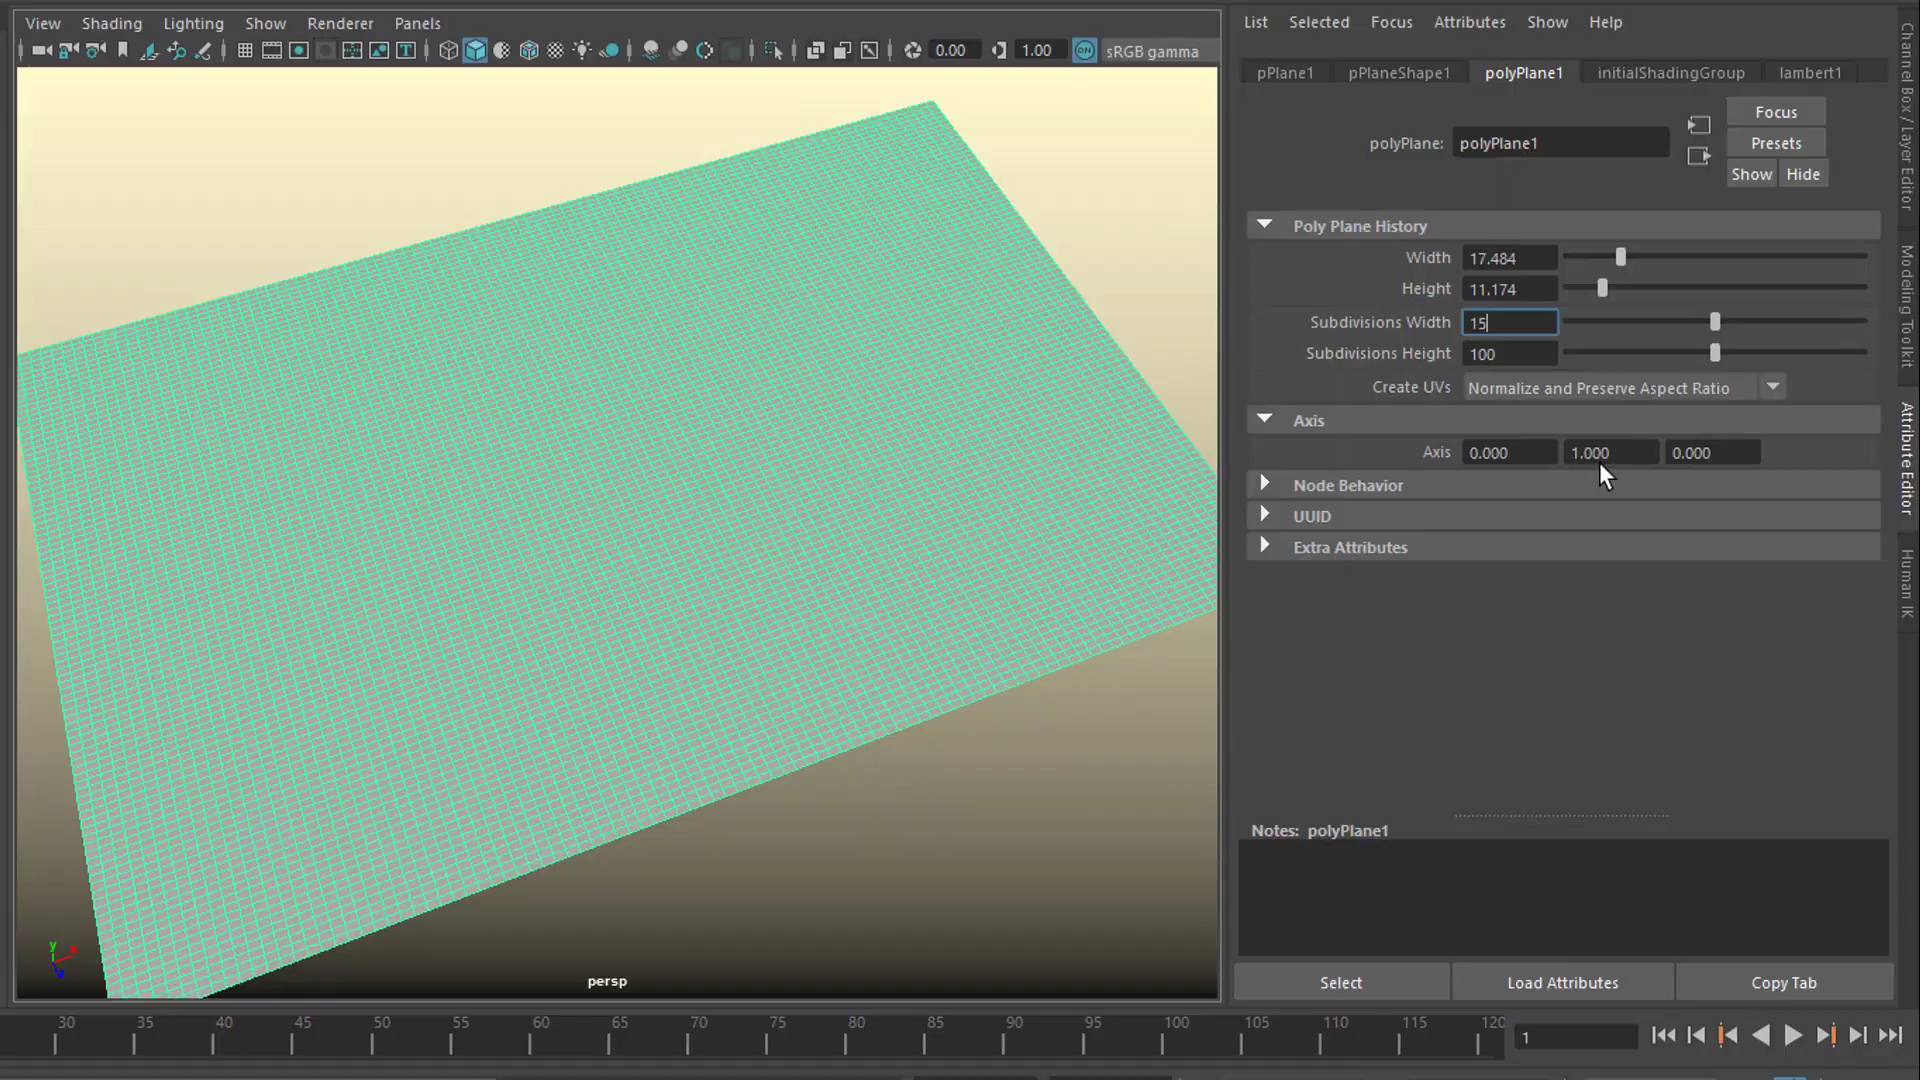 View Shading Lighting Show Renderer Panels
0.00 1.00 ON sRGB gamma
y x z
persp
List Selected Focus Attributes Show Help
pPlane1 pPlaneShape1 polyPlane1 initialShadingGroup lambert1
Focus
polyPlane: polyPlane1 Presets
Show Hide
Poly Plane History
Width 17.484
Height 11.174
Subdivisions Width 15
Subdivisions Height 100
Create UVs Normalize and Preserve Aspect Ratio
Axis
Axis 0.000 1.000 0.000
Node Behavior
UUID
Extra Attributes
Notes: polyPlane1
Select Load Attributes Copy Tab
Channel Box / Layer Editor
Modeling Toolkit
Attribute Editor
Human IK
30 35 40 45 50 55 60 65 70 75 80 85 90 95 100 105 110 115 120
1